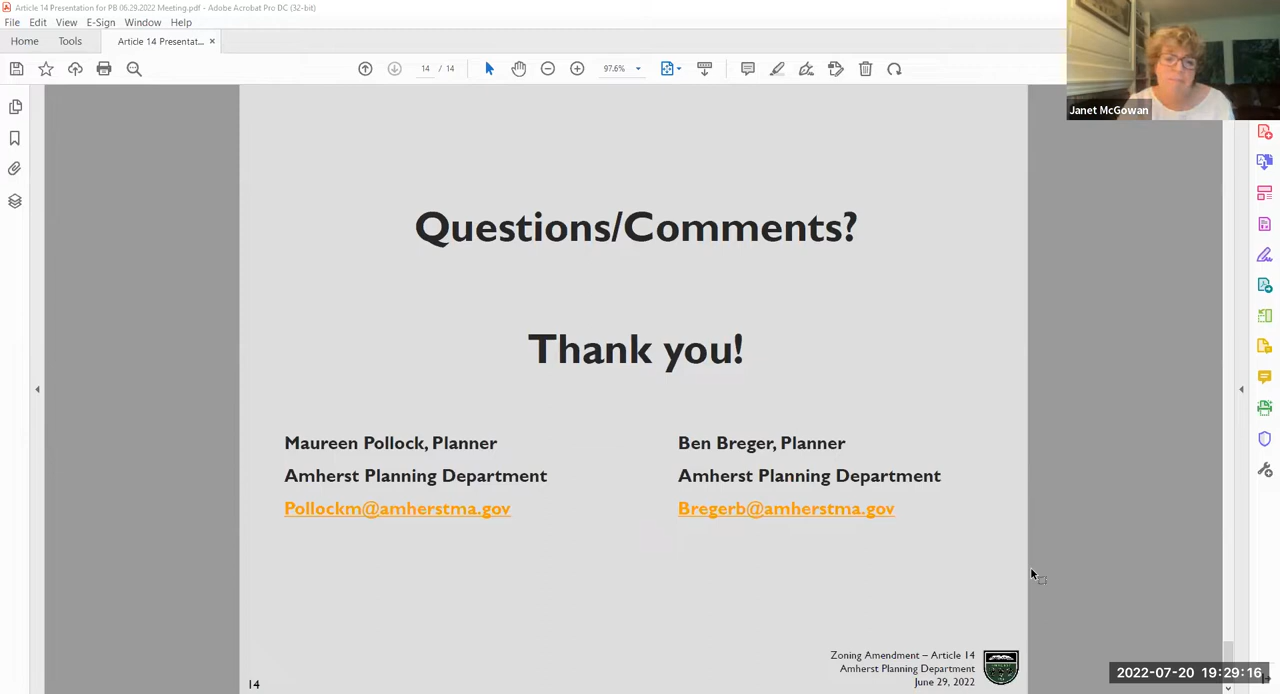 Article 14 Presentation for PB 06.29.2022 Meeting.pdf - Adobe Acrobat Pro DC (32-bit)
File Edit View E-Sign Window Help
Home Tools Article 14 Presentat... ×
14 / 14 97.6%
Janet McGowan
Questions/Comments?
Thank you!
Maureen Pollock, Planner
Amherst Planning Department
Pollockm@amherstma.gov
Ben Breger, Planner
Amherst Planning Department
Bregerb@amherstma.gov
Zoning Amendment – Article 14
Amherst Planning Department
June 29, 2022
14
2022-07-20 19:29:16